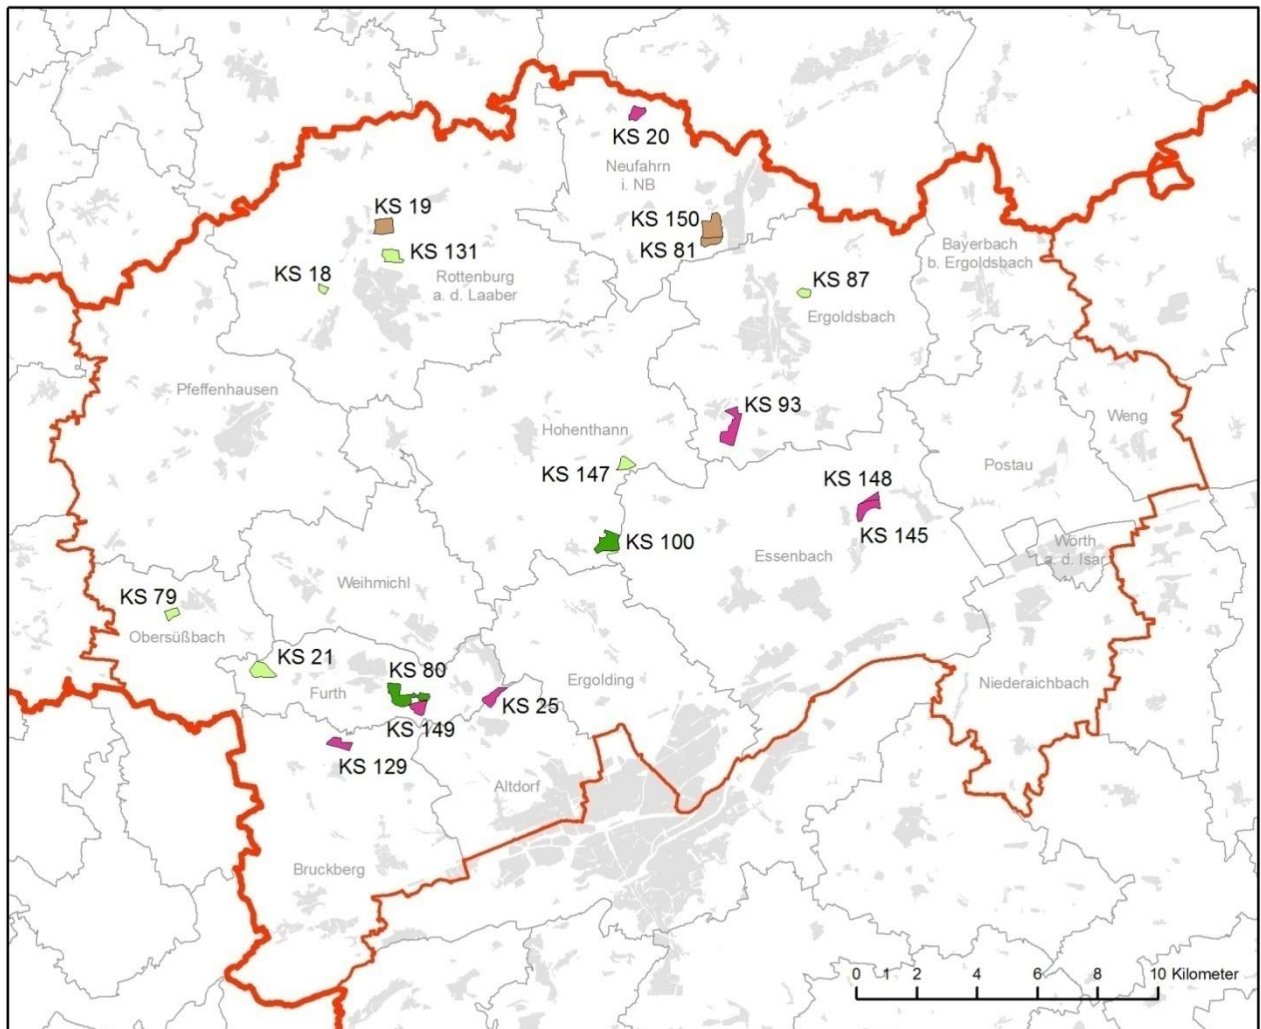 KS 20
Neufahrn
i. NB
KS 19
KS 150
KS 131
KS 81
Bayerbach
b. Ergoldsbach
KS 18
Rottenburg
a. d. Laaber
KS 87
Ergoldsbach
Pfeffenhausen
KS 93
Weng
Hohenthann
KS 147
Postau
KS 148
KS 145
KS 100
Essenbach
Wörth
a. d. Isar
Weihmichl
KS 79
Obersüßbach
KS 21
KS 80
Ergolding
Niederaichbach
Furth
KS 25
KS 149
KS 129
Altdorf
Bruckberg
0 1 2 4 6 8 10 Kilometer